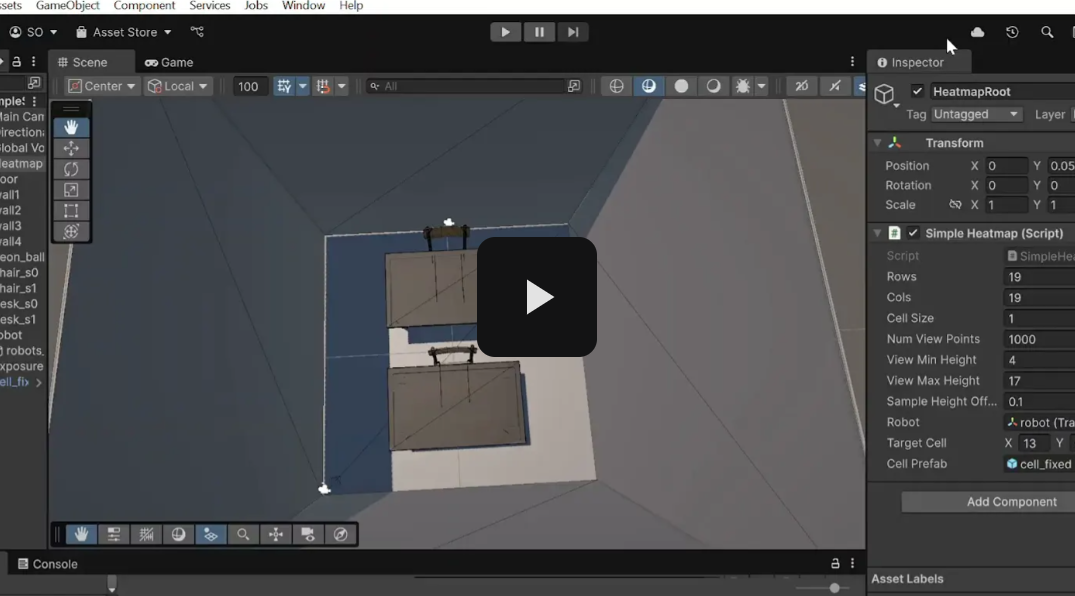 ssets GameObject Component Services Jobs Window Help
SO Asset Store
Scene Game Inspector
Center Local 100 All
HeatmapRoot
Tag Untagged Layer
Transform
Position X 0 Y 0.05
Rotation X 0 Y 0
Scale X 1 Y 1
Simple Heatmap (Script)
Script SimpleHea
Rows 19
Cols 19
Cell Size 1
Num View Points 1000
View Min Height 4
View Max Height 17
Sample Height Off... 0.1
Robot robot (Tra
Target Cell X 13 Y
Cell Prefab cell_fixed
Add Component
Asset Labels
mpleS
Main Cam
Direction
Global Vo
Heatmap
oor
vall1
vall2
vall3
vall4
eon_ball
hair_s0
hair_s1
esk_s0
esk_s1
obot
robots.
xposure
ell_fix
Console